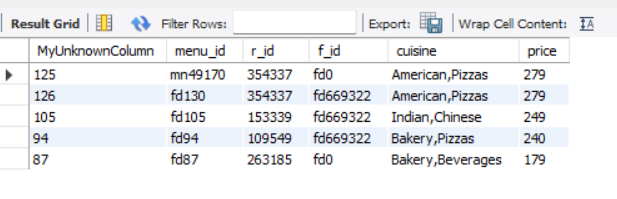 Result Grid Filter Rows: Export: Wrap Cell Content: IA
MyUnknownColumn menu_id r_id f_id cuisine price
125 mn49170 354337 fd0 American,Pizzas 279
126 fd130 354337 fd669322 American,Pizzas 279
105 fd105 153339 fd669322 Indian,Chinese 249
94 fd94 109549 fd669322 Bakery,Pizzas 240
87 fd87 263185 fd0 Bakery,Beverages 179